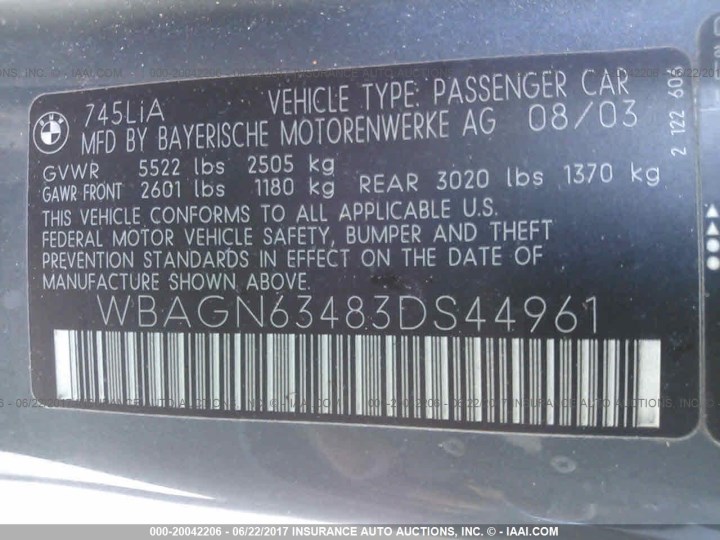 745LiA VEHICLE TYPE: PASSENGER CAR
MFD BY BAYERISCHE MOTORENWERKE AG 08/03
GVWR 5522 lbs 2505 kg
GAWR FRONT 2601 lbs 1180 kg REAR 3020 lbs 1370 kg
THIS VEHICLE CONFORMS TO ALL APPLICABLE U.S.
FEDERAL MOTOR VEHICLE SAFETY, BUMPER AND THEFT
PREVENTION STANDARDS IN EFFECT ON THE DATE OF
MANUFACTURE SHOWN ABOVE.
WBAGN63483DS44961
2 122 606
BMW
000-20042206 - 06/22/2017 INSURANCE AUTO AUCTIONS, INC. - IAAI.COM